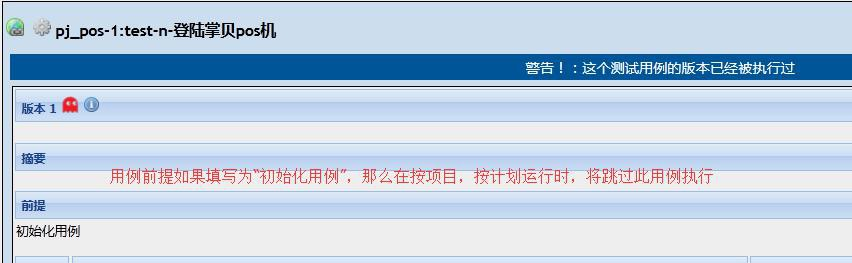 pj_pos-1:test-n-登陆掌贝pos机
警告！：这个测试用例的版本已经被执行过
版本 1
摘要
用例前提如果填写为“初始化用例”，那么在按项目，按计划运行时，将跳过此用例执行
前提
初始化用例